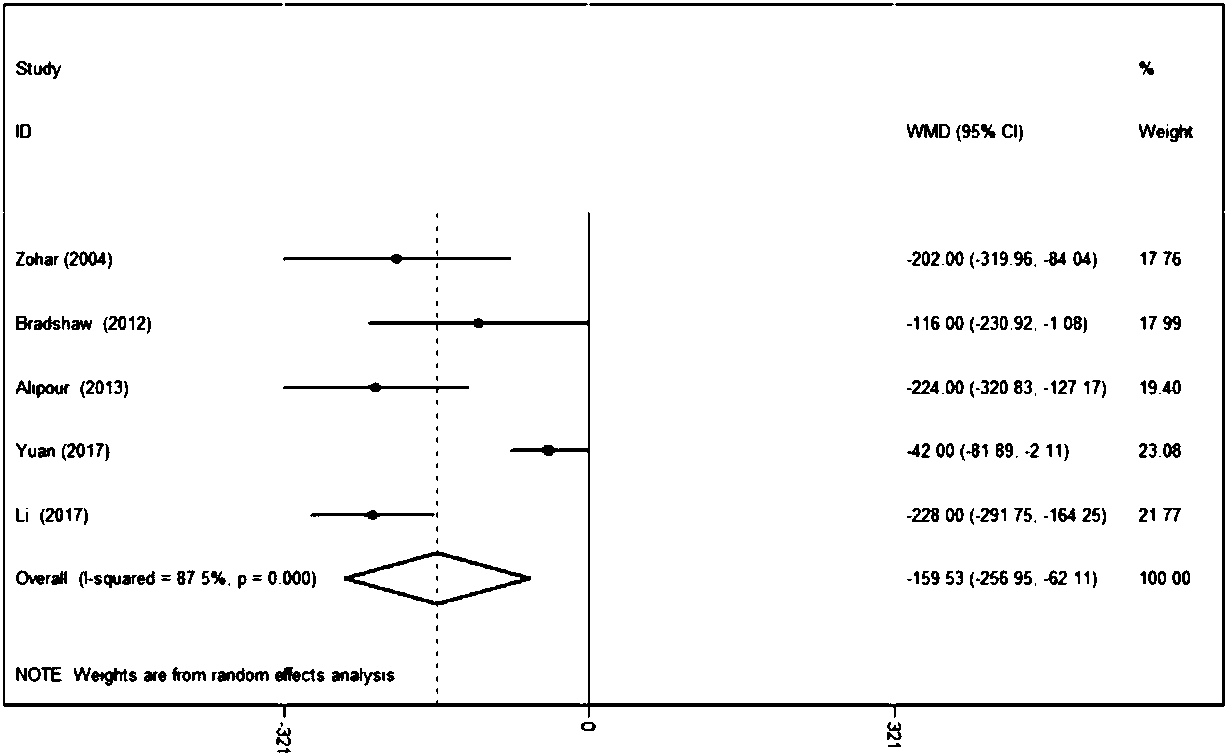 Study %
ID WMD (95% CI) Weight
Zohar (2004) -202.00 (-319.96, -84.04) 17.76
Bradshaw (2012) -116.00 (-230.92, -1.08) 17.99
Alipour (2013) -224.00 (-320.83, -127.17) 19.40
Yuan (2017) -42.00 (-81.89, -2.11) 23.08
Li (2017) -228.00 (-291.75, -164.25) 21.77
Overall (I-squared = 87.5%, p = 0.000) -159.53 (-256.95, -62.11) 100.00
NOTE: Weights are from random effects analysis
-321 0 321